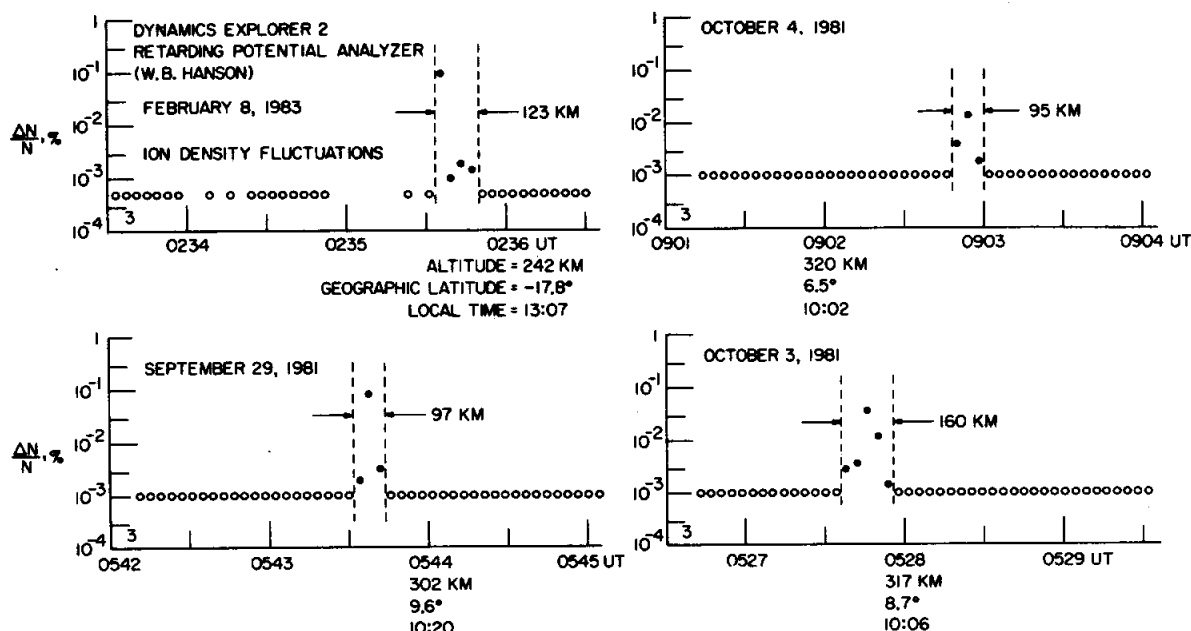 DYNAMICS EXPLORER 2
RETARDING POTENTIAL ANALYZER
(W. B. HANSON)
FEBRUARY 8, 1983
ION DENSITY FLUCTUATIONS
123 KM
ΔN/N, %
1
10⁻¹
10⁻²
10⁻³
3
10⁻⁴
0234 0235 0236 UT
ALTITUDE = 242 KM
GEOGRAPHIC LATITUDE = -17.8°
LOCAL TIME = 13:07
OCTOBER 4, 1981
95 KM
1
10⁻¹
10⁻²
10⁻³
3
10⁻⁴
0901 0902 0903 0904 UT
320 KM
6.5°
10:02
SEPTEMBER 29, 1981
97 KM
ΔN/N, %
1
10⁻¹
10⁻²
10⁻³
3
10⁻⁴
0542 0543 0544 0545 UT
302 KM
9.6°
10:20
OCTOBER 3, 1981
160 KM
1
10⁻¹
10⁻²
10⁻³
3
10⁻⁴
0527 0528 0529 UT
317 KM
8.7°
10:06